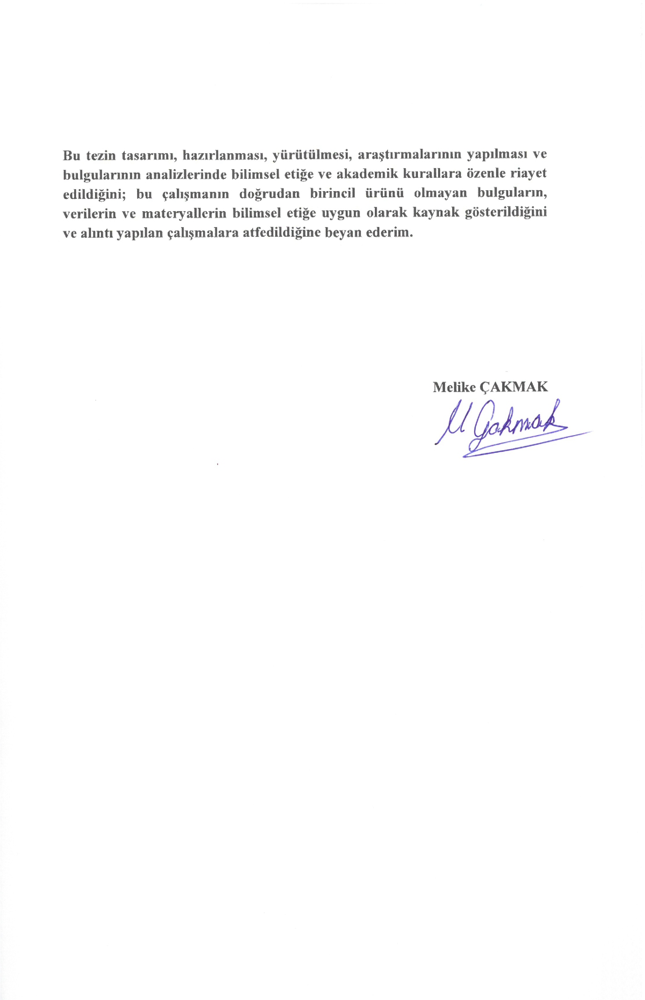 Bu tezin tasarımı, hazırlanması, yürütülmesi, araştırmalarının yapılması ve
bulgularının analizlerinde bilimsel etiğe ve akademik kurallara özenle riayet
edildiğini; bu çalışmanın doğrudan birincil ürünü olmayan bulguların,
verilerin ve materyallerin bilimsel etiğe uygun olarak kaynak gösterildiğini
ve alıntı yapılan çalışmalara atfedildiğine beyan ederim.
Melike ÇAKMAK
M Çakmak